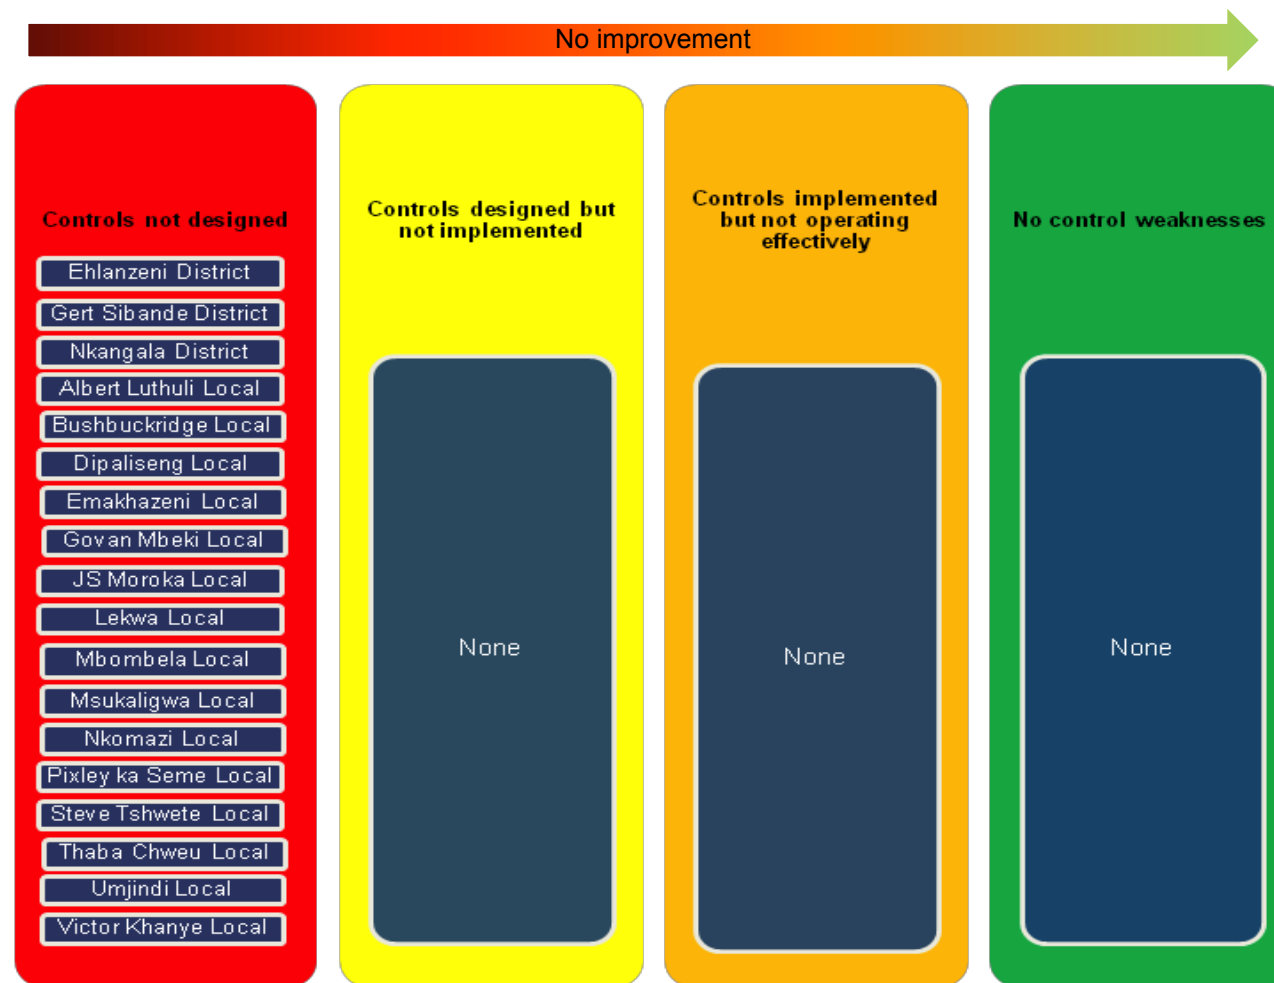 No improvement
Controls not designed
Ehlanzeni District
Gert Sibande District
Nkangala District
Albert Luthuli Local
Bushbuckridge Local
Dipaliseng Local
Emakhazeni Local
Govan Mbeki Local
JS Moroka Local
Lekwa Local
Mbombela Local
Msukaligwa Local
Nkomazi Local
Pixley ka Seme Local
Steve Tshwete Local
Thaba Chweu Local
Umjindi Local
Victor Khanye Local
Controls designed but
not implemented
None
Controls implemented
but not operating
effectively
None
No control weaknesses
None